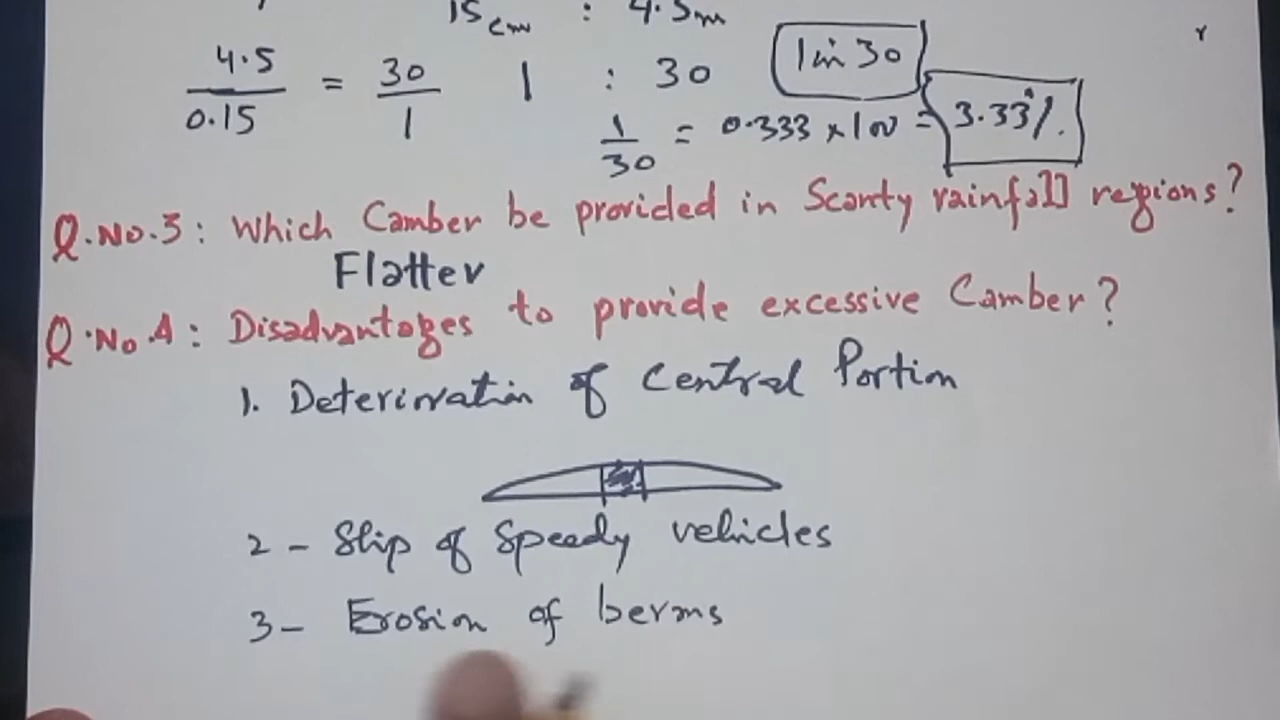 15 cm : 4.5m
4.5 / 0.15 = 30 / 1 1 : 30 1 in 30
1 / 30 = 0.333 x 100 = 3.33%.
Q.No.3: Which Camber be provided in Scanty rainfall regions?
Flatter
Q.No.4: Disadvantages to provide excessive Camber?
1. Deterioration of Central Portion
2 - Slip of Speedy vehicles
3 - Erosion of berms